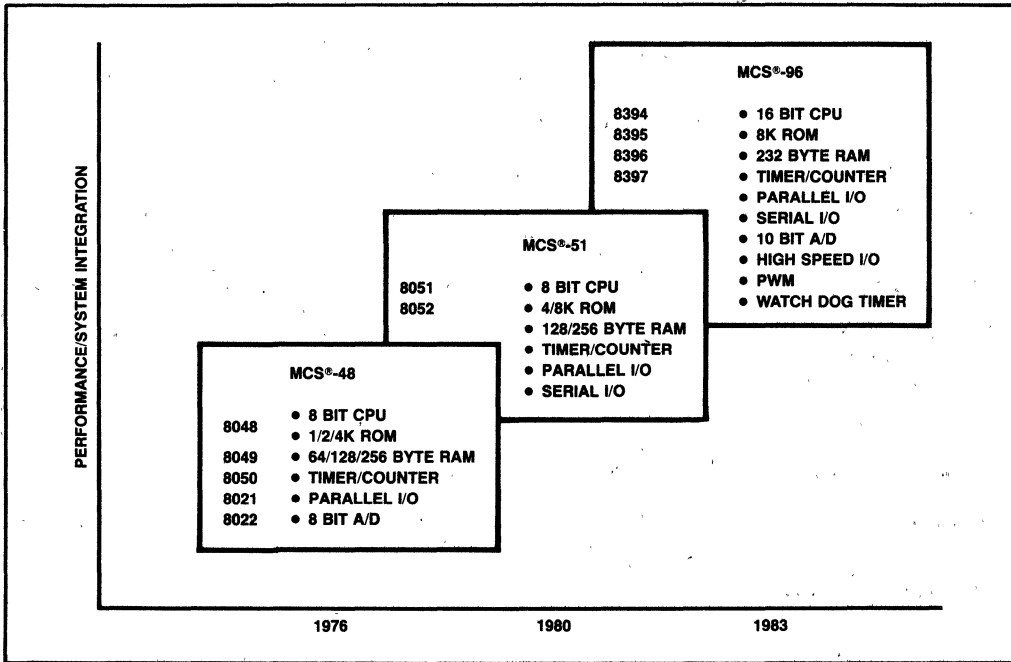 PERFORMANCE/SYSTEM INTEGRATION
MCS®-96
8394 ● 16 BIT CPU
8395 ● 8K ROM
8396 ● 232 BYTE RAM
8397 ● TIMER/COUNTER
● PARALLEL I/O
● SERIAL I/O
● 10 BIT A/D
● HIGH SPEED I/O
● PWM
● WATCH DOG TIMER
MCS®-51
8051 ● 8 BIT CPU
8052 ● 4/8K ROM
● 128/256 BYTE RAM
● TIMER/COUNTER
● PARALLEL I/O
● SERIAL I/O
MCS®-48
● 8 BIT CPU
8048
● 1/2/4K ROM
8049 ● 64/128/256 BYTE RAM
8050 ● TIMER/COUNTER
8021 ● PARALLEL I/O
8022 ● 8 BIT A/D
1976 1980 1983